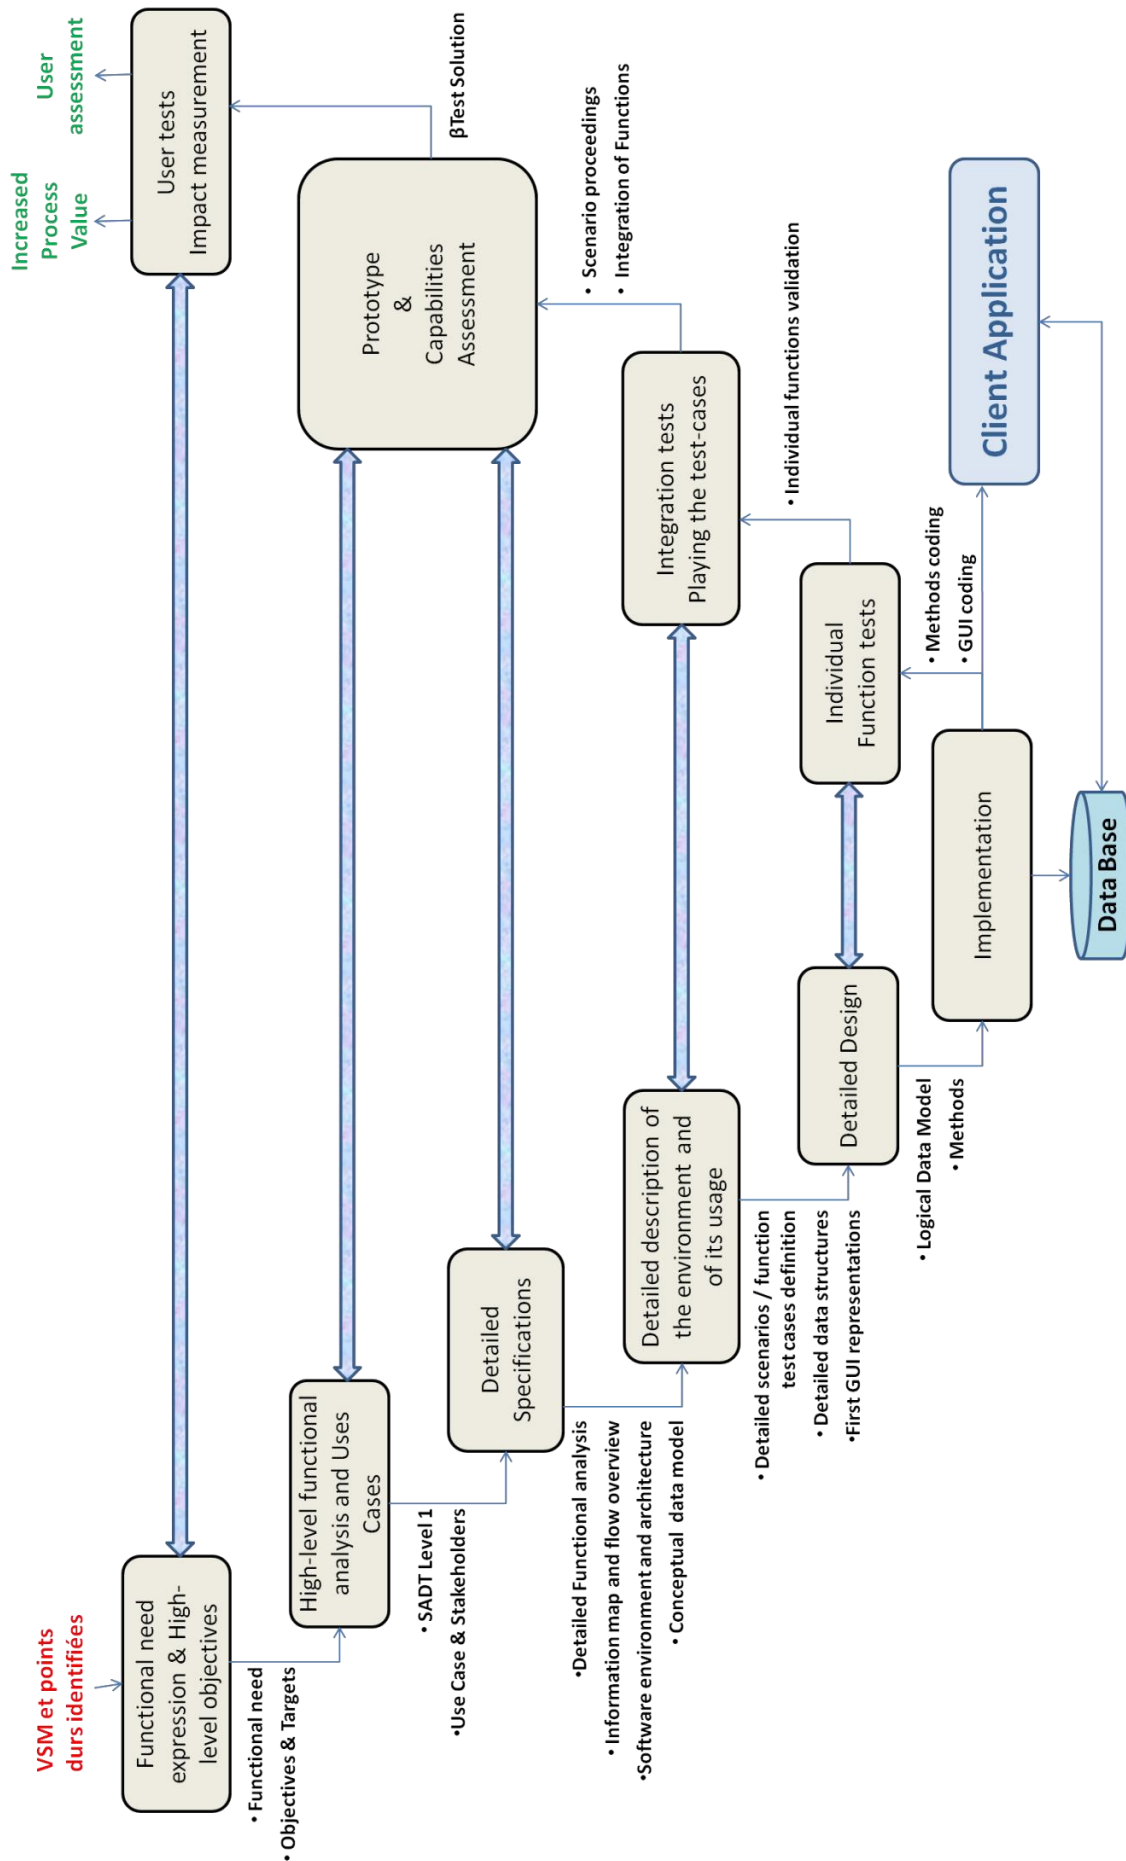 VSM et points
durs identifiées
Functional need
expression & High-
level objectives
• Functional need
• Objectives & Targets
High-level functional
analysis and Uses
Cases
• SADT Level 1
•Use Case & Stakeholders
Detailed
Specifications
•Detailed Functional analysis
• Information map and flow overview
•Software environment and architecture
• Conceptual data model
Detailed description of
the environment and
of its usage
• Detailed scenarios / function
test cases definition
• Detailed data structures
•First GUI representations
Detailed Design
• Logical Data Model
• Methods
Implementation
Data Base
• Methods coding
• GUI coding
Client Application
Individual
Function tests
• Individual functions validation
Integration tests
Playing the test-cases
• Scenario proceedings
• Integration of Functions
Prototype
&
Capabilities
Assessment
βTest Solution
User tests
Impact measurement
Increased
Process
Value
User
assessment